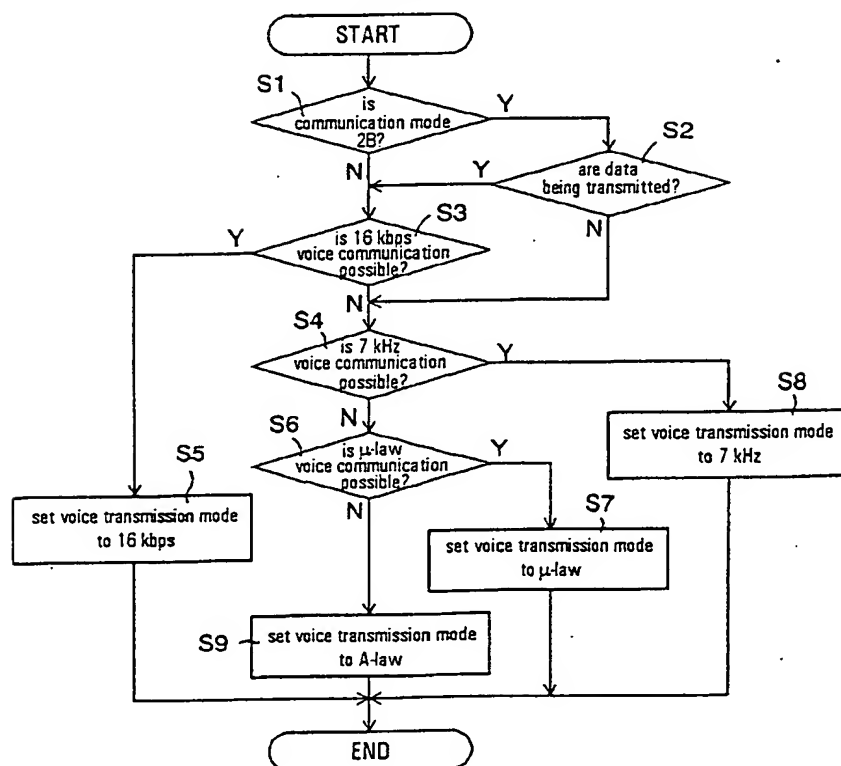 START
S1
is
communication mode
2B?
Y
N
S2
are data
being transmitted?
Y
N
S3
is 16 kbps
voice communication
possible?
Y
N
S4
is 7 kHz
voice communication
possible?
Y
N
S8
set voice transmission mode
to 7 kHz
S6
is μ-law
voice communication
possible?
Y
N
S5
set voice transmission mode
to 16 kbps
S7
set voice transmission mode
to μ-law
S9
set voice transmission mode
to A-law
END